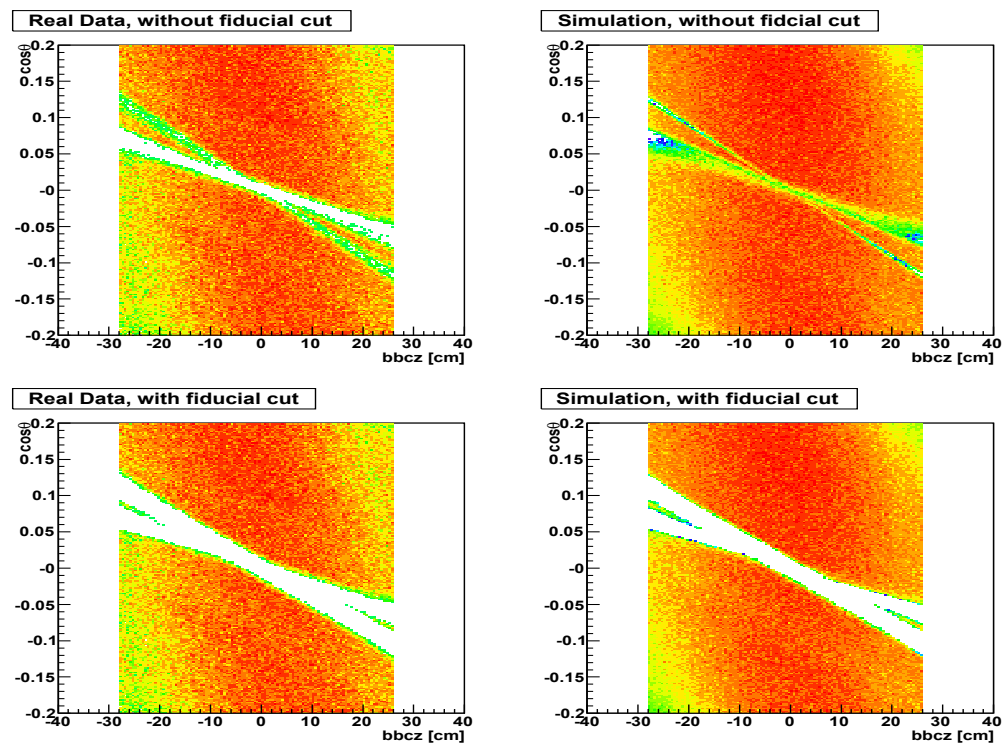 Real Data, without fiducial cut
cosθ
0.2
0.15
0.1
0.05
-0
-0.05
-0.1
-0.15
-0.2
-40 -30 -20 -10 0 10 20 30 40
bbcz [cm]
Simulation, without fidcial cut
cosθ
0.2
0.15
0.1
0.05
-0
-0.05
-0.1
-0.15
-0.2
-40 -30 -20 -10 0 10 20 30 40
bbcz [cm]
Real Data, with fiducial cut
cosθ
0.2
0.15
0.1
0.05
-0
-0.05
-0.1
-0.15
-0.2
-40 -30 -20 -10 0 10 20 30 40
bbcz [cm]
Simulation, with fiducial cut
cosθ
0.2
0.15
0.1
0.05
-0
-0.05
-0.1
-0.15
-0.2
-40 -30 -20 -10 0 10 20 30 40
bbcz [cm]